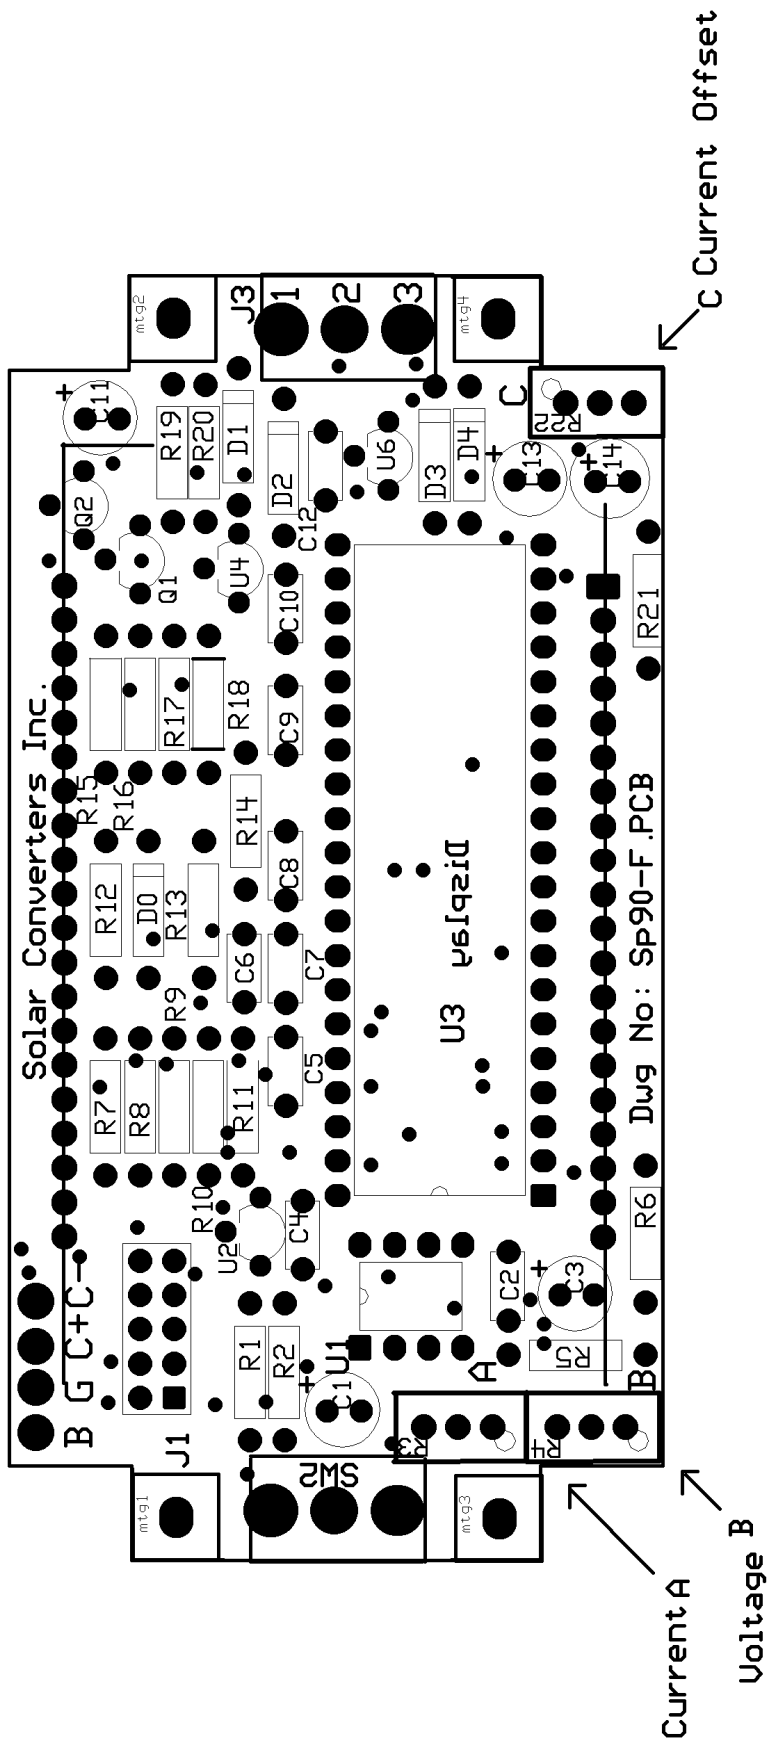 C Current Offset
mtg2
J3
1
2
3
mtg4
+
C11
R19
R20
D1
D2
C12
U6
D3
D4
C
R22
+
C13
+
C14
Q2
Q1
U4
C10
R21
R17
R18
C9
R15
R16
R14
C8
R12
D0
R13
C6
C7
R9
Solar Converters Inc.
Display
U3
Dwg No: Sp90-F.PCB
R7
R8
R11
C5
R10
U2
C4
R6
C2
+
C3
B G C+C-
R1
R2
U1
+
C1
A
R5
B
J1
R3
R4
SW2
mtg1
mtg3
Current A
Voltage B